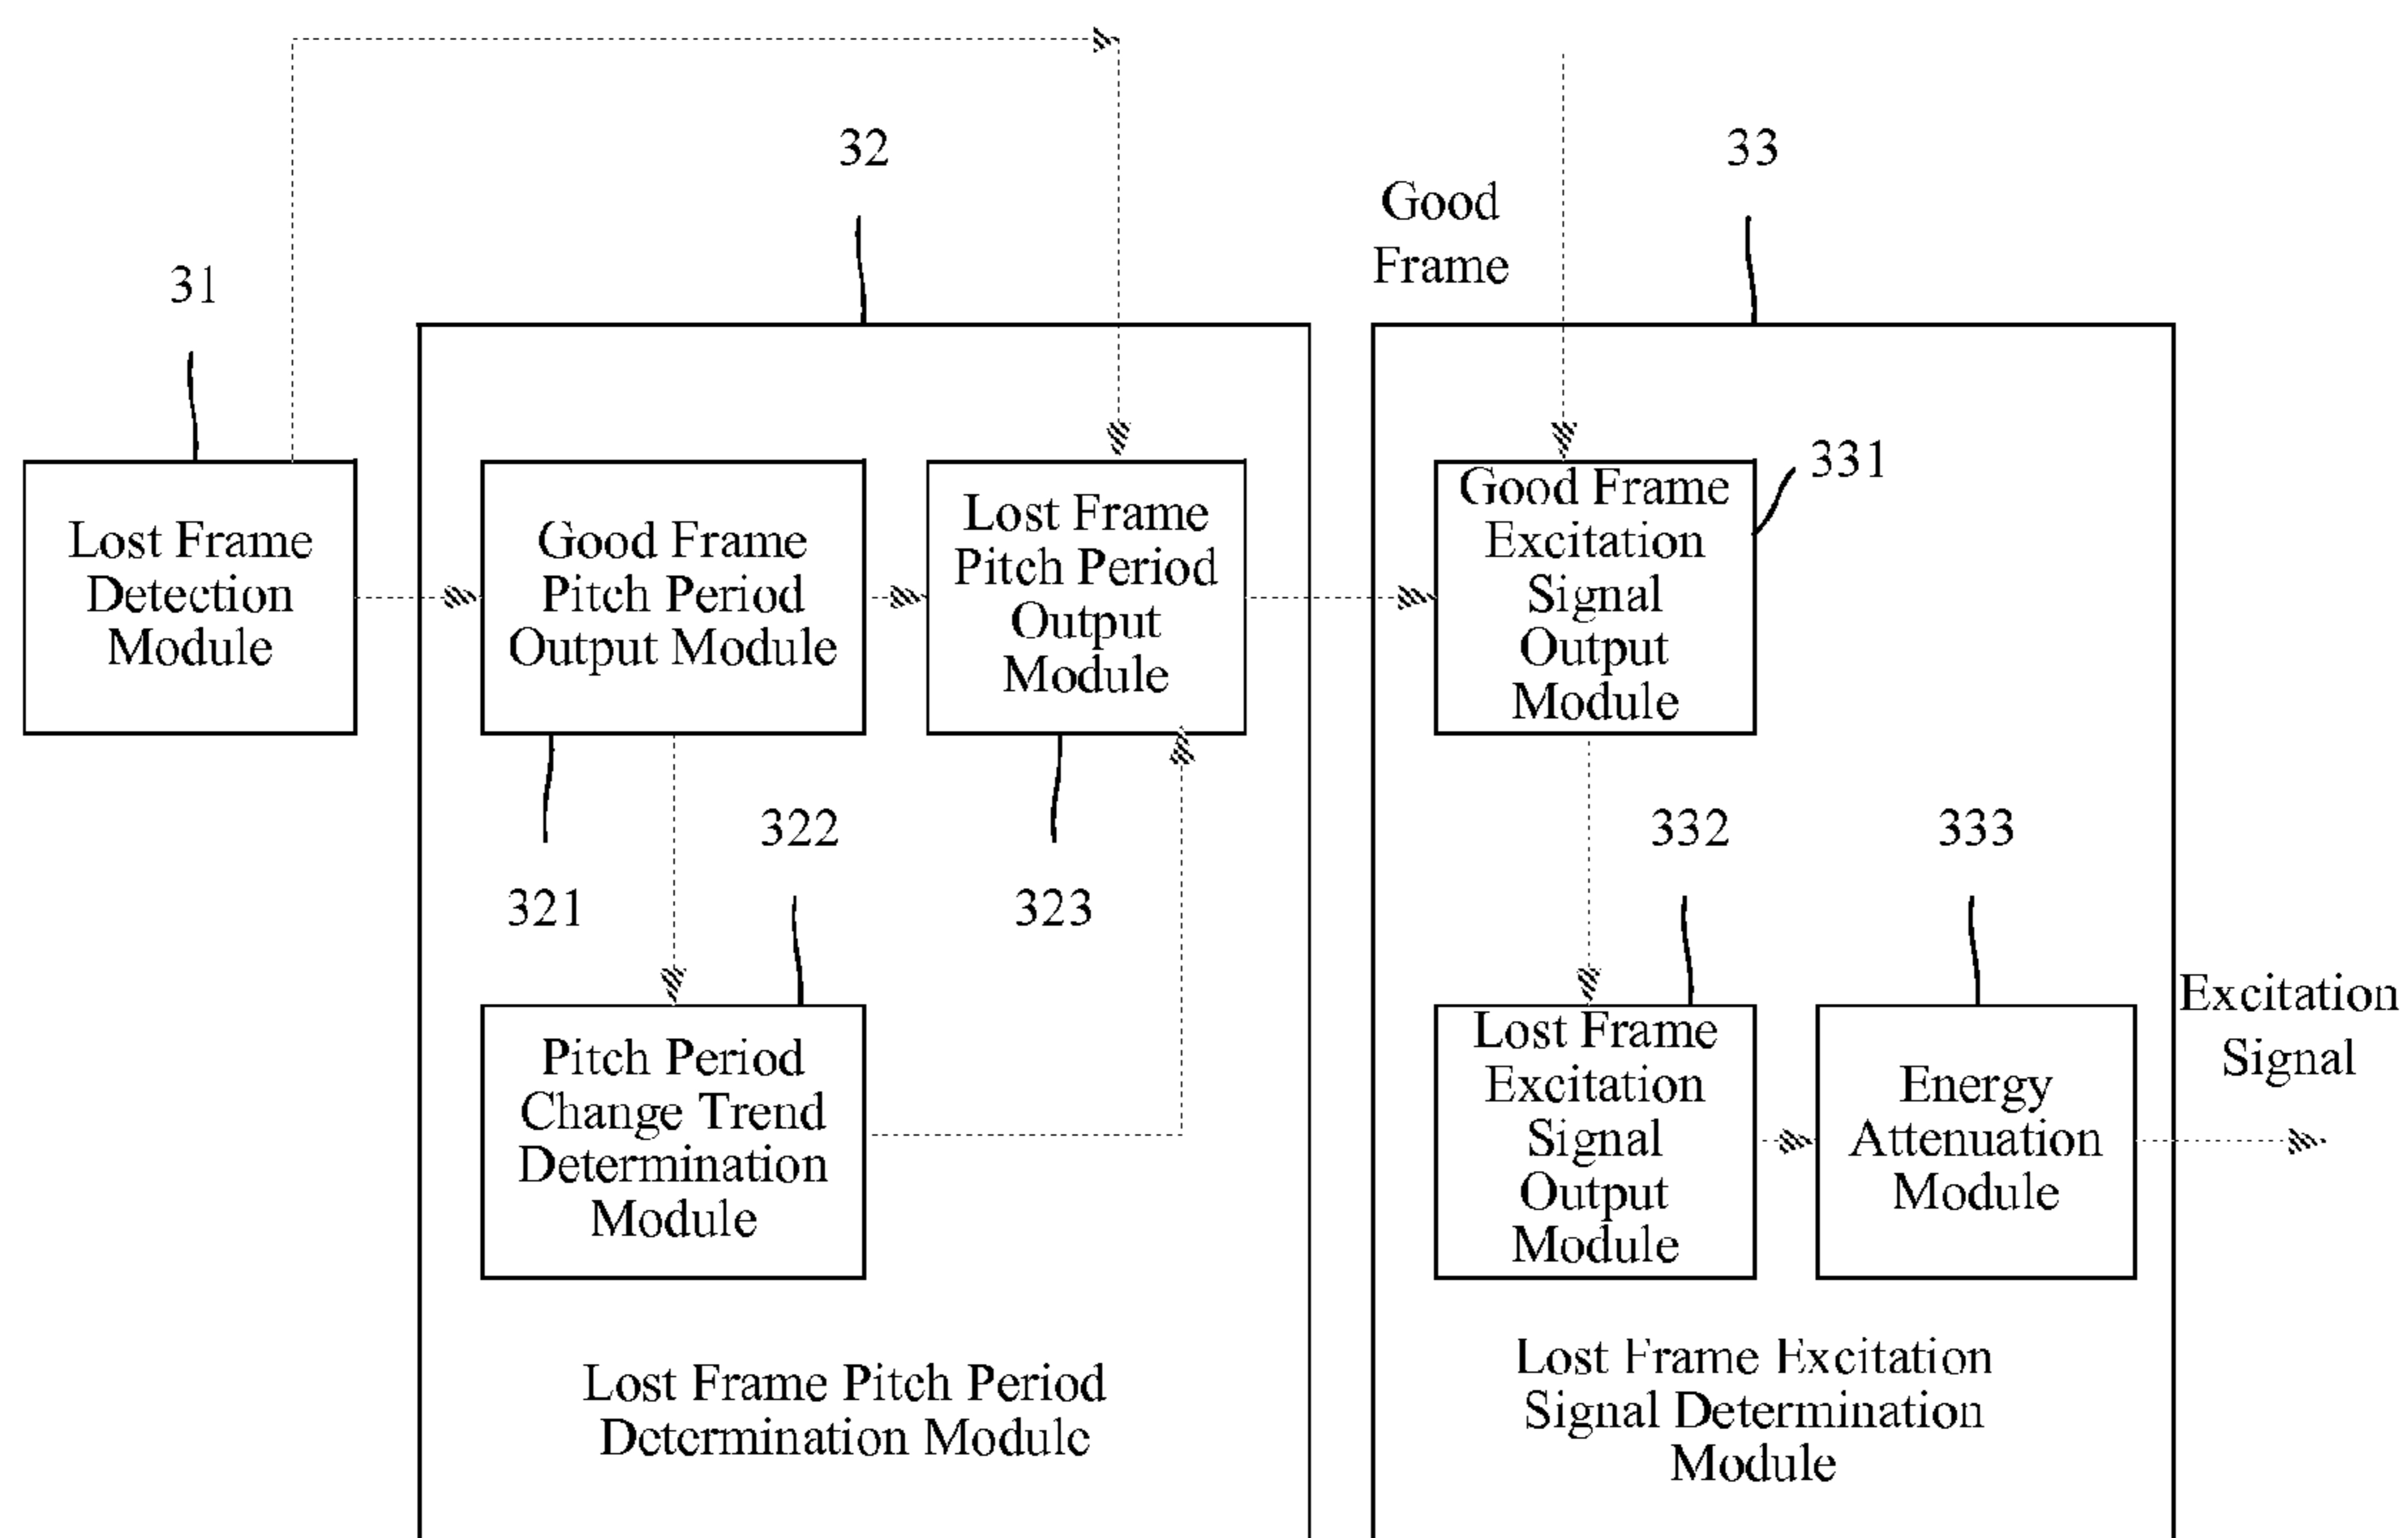 32
33
Good
Frame
31
331
Lost Frame
Detection
Module
Good Frame
Pitch Period
Output Module
Lost Frame
Pitch Period
Output
Module
Good Frame
Excitation
Signal
Output
Module
322
332
333
321
323
Pitch Period
Change Trend
Determination
Module
Lost Frame
Excitation
Signal
Output
Module
Energy
Attenuation
Module
Excitation
Signal
Lost Frame Pitch Period
Determination Module
Lost Frame Excitation
Signal Determination
Module